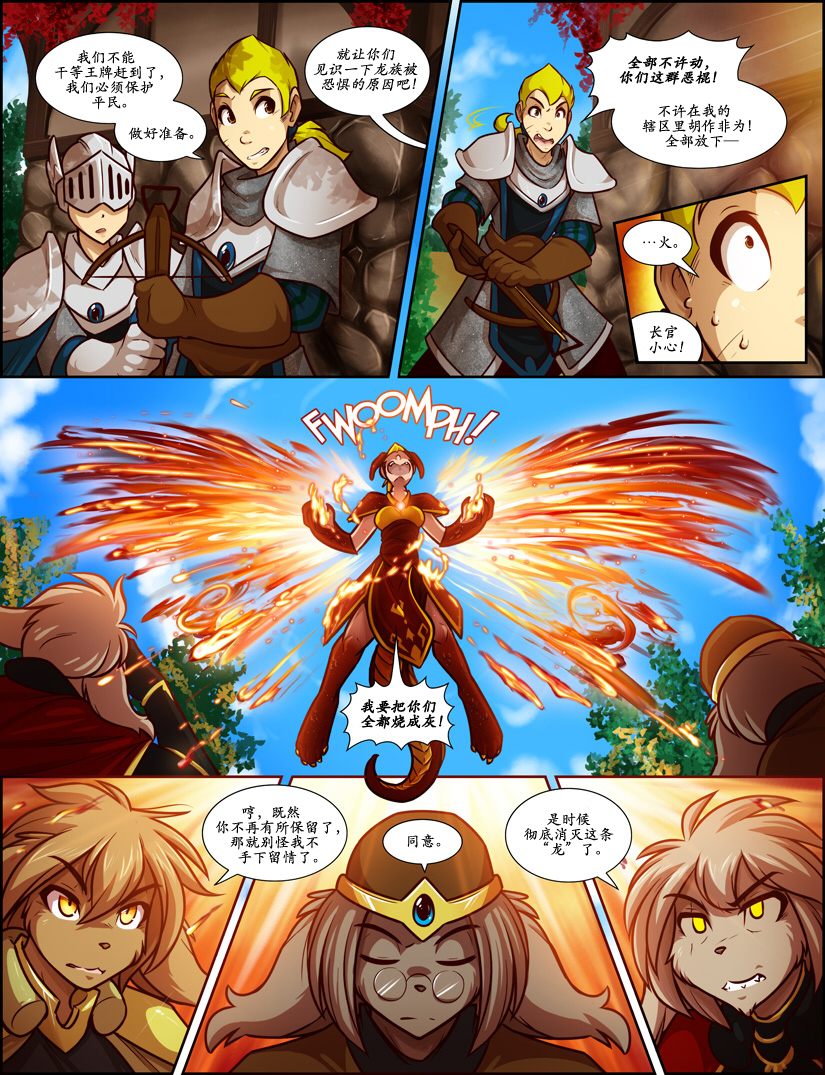 我们不能
干等王牌赶到了，
我们必须保护
平民。
做好准备。
就让你们
见识一下龙族被
恐惧的原因吧！
全部不许动，
你们这群恶棍！
不许在我的
辖区里胡作非为！
全部放下—
…火。
长官
小心！
FWOOMPH!
我要把你们
全都烧成灰！
哼，既然
你不再有所保留了，
那就别怪我不
手下留情了。
同意。
是时候
彻底消灭这条
“龙”了。